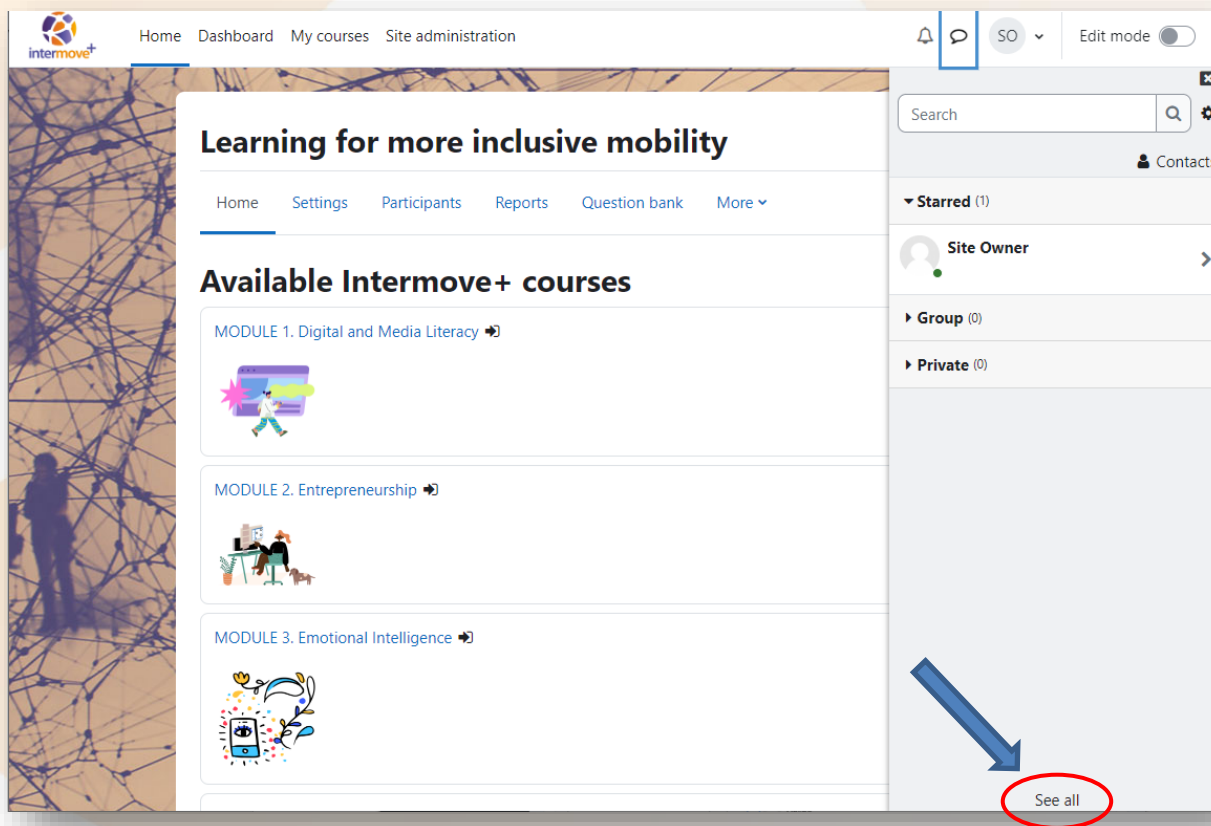 intermove+
Home Dashboard My courses Site administration
SO
Edit mode
Learning for more inclusive mobility
Home Settings Participants Reports Question bank More
Available Intermove+ courses
MODULE 1. Digital and Media Literacy
MODULE 2. Entrepreneurship
MODULE 3. Emotional Intelligence
Search
Contact
Starred (1)
Site Owner
Group (0)
Private (0)
See all